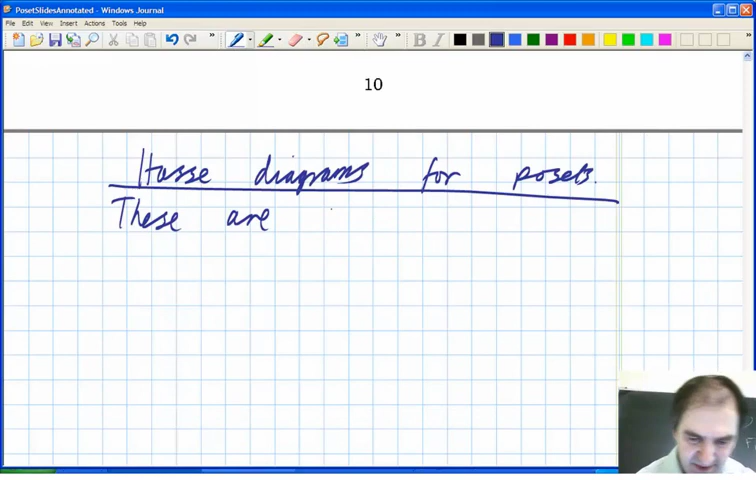 PosetSlidesAnnotated - Windows Journal
File Edit View Insert Actions Tools Help
B I
10
Hasse diagrams for posets.
These are